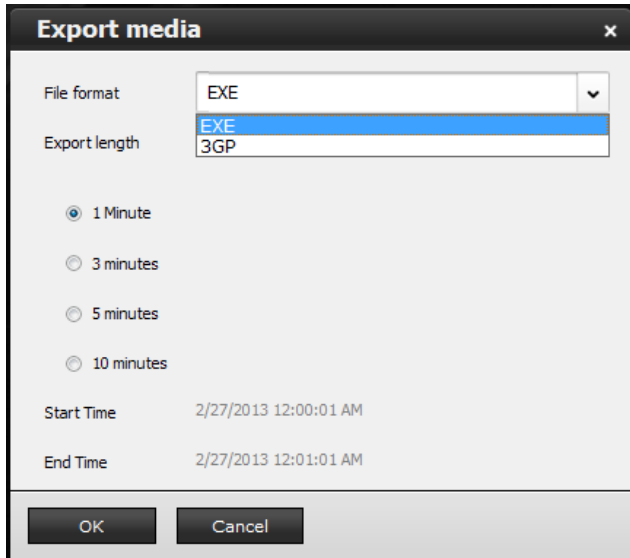 Export media
File format EXE
EXE
Export length
3GP
1 Minute
3 minutes
5 minutes
10 minutes
Start Time 2/27/2013 12:00:01 AM
End Time 2/27/2013 12:01:01 AM
OK Cancel